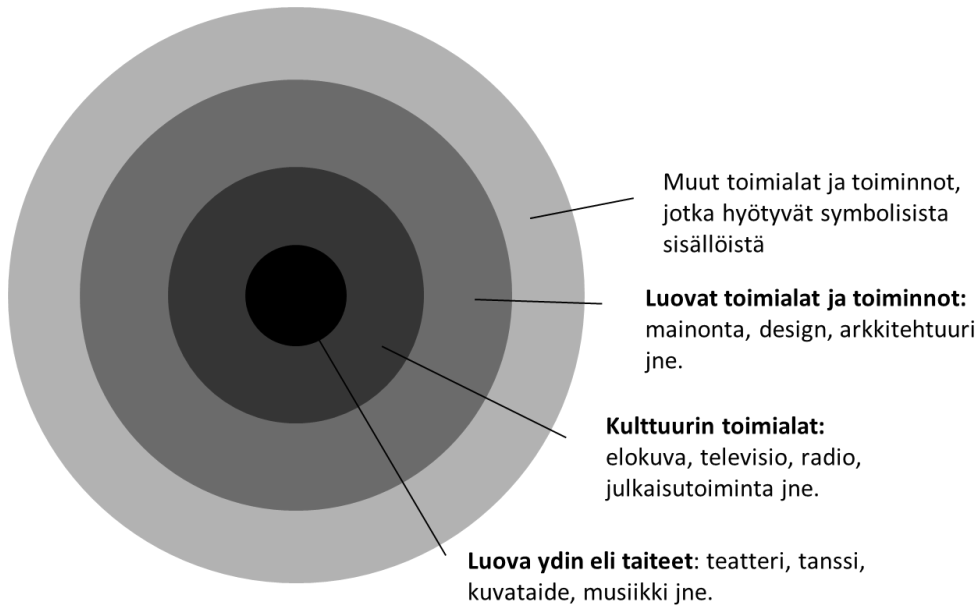 Muut toimialat ja toiminnot,
jotka hyötyvät symbolisista
sisällöistä
Luovat toimialat ja toiminnot:
mainonta, design, arkkitehtuuri
jne.
Kulttuurin toimialat:
elokuva, televisio, radio,
julkaisutoiminta jne.
Luova ydin eli taiteet: teatteri, tanssi,
kuvataide, musiikki jne.